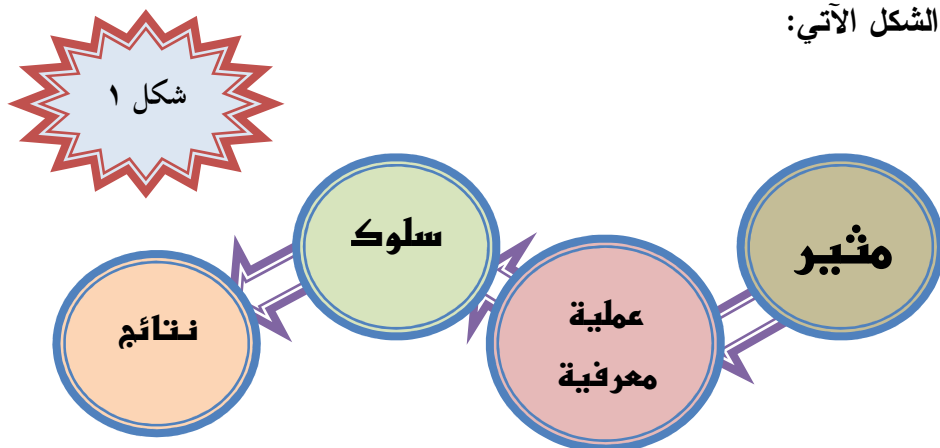 الشكل الآتي:
شكل ١
مثير
عملية
معرفية
سلوك
نتائج